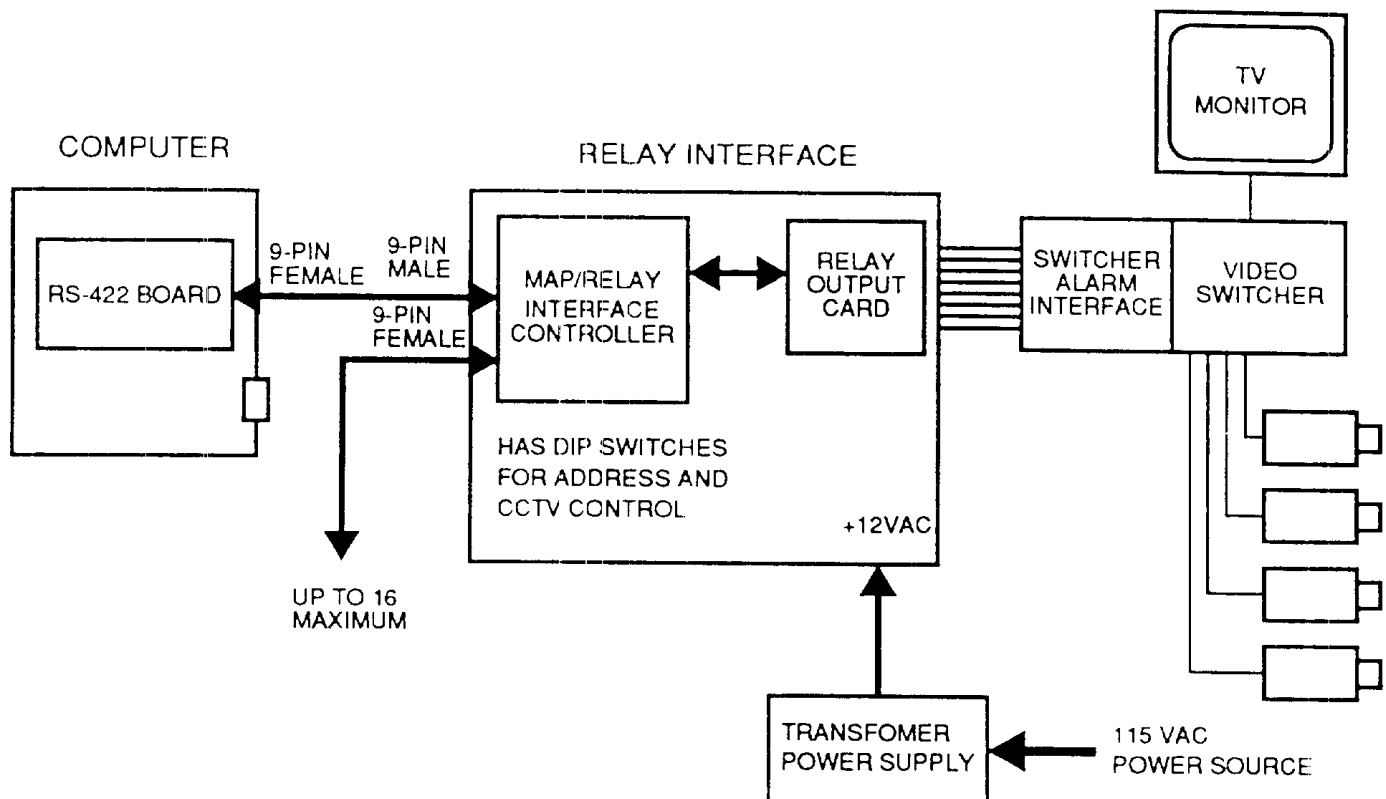 TV
MONITOR
COMPUTER
RELAY INTERFACE
RS-422 BOARD
9-PIN
FEMALE
9-PIN
MALE
9-PIN
FEMALE
MAP/RELAY
INTERFACE
CONTROLLER
RELAY
OUTPUT
CARD
SWITCHER
ALARM
INTERFACE
VIDEO
SWITCHER
HAS DIP SWITCHES
FOR ADDRESS AND
CCTV CONTROL
+12VAC
UP TO 16
MAXIMUM
TRANSFOMER
POWER SUPPLY
115 VAC
POWER SOURCE